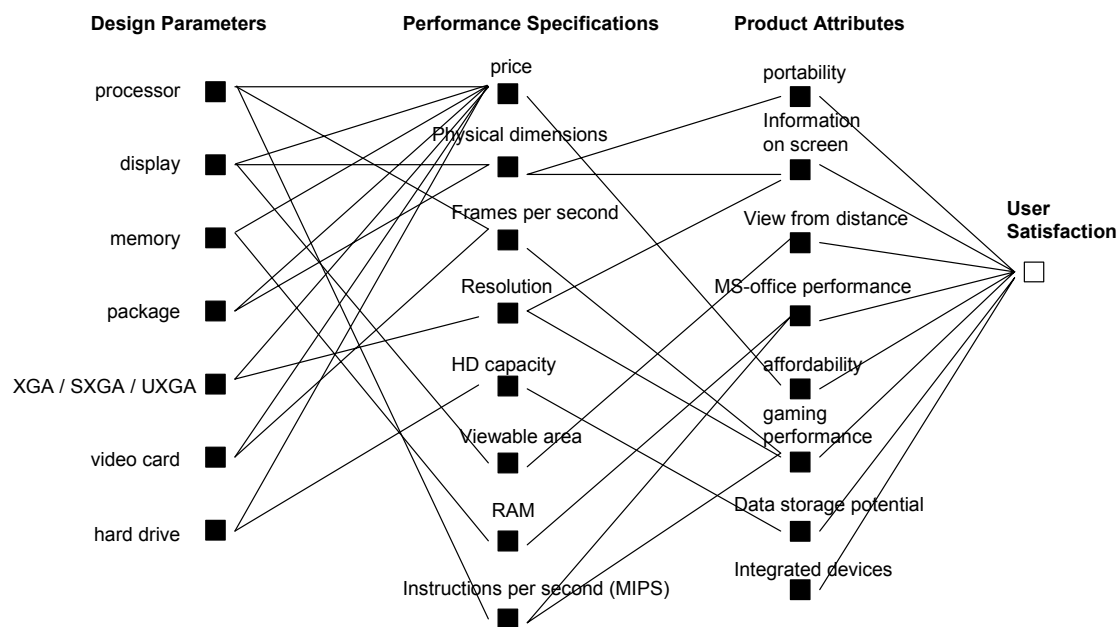 Design Parameters
Performance Specifications
Product Attributes
processor
display
memory
package
XGA / SXGA / UXGA
video card
hard drive
price
Physical dimensions
Frames per second
Resolution
HD capacity
Viewable area
RAM
Instructions per second (MIPS)
portability
Information
on screen
View from distance
MS-office performance
affordability
gaming
performance
Data storage potential
Integrated devices
User
Satisfaction